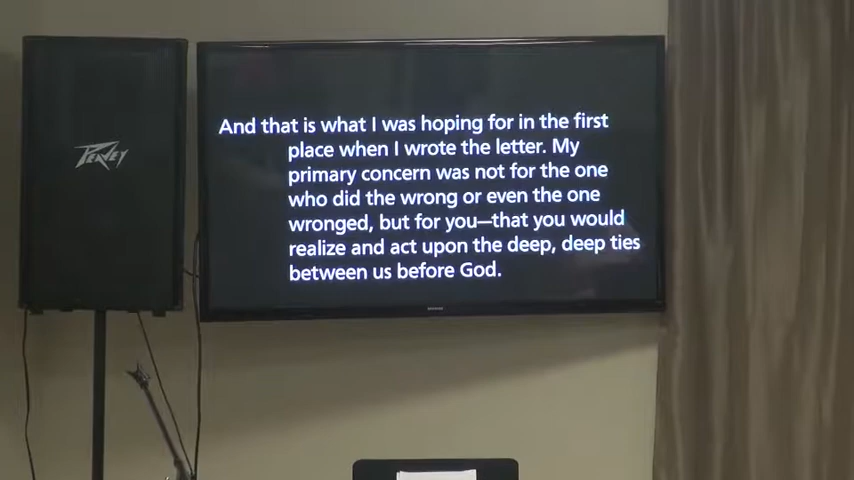 PEAVEY
And that is what I was hoping for in the first
place when I wrote the letter. My
primary concern was not for the one
who did the wrong or even the one
wronged, but for you—that you would
realize and act upon the deep, deep ties
between us before God.